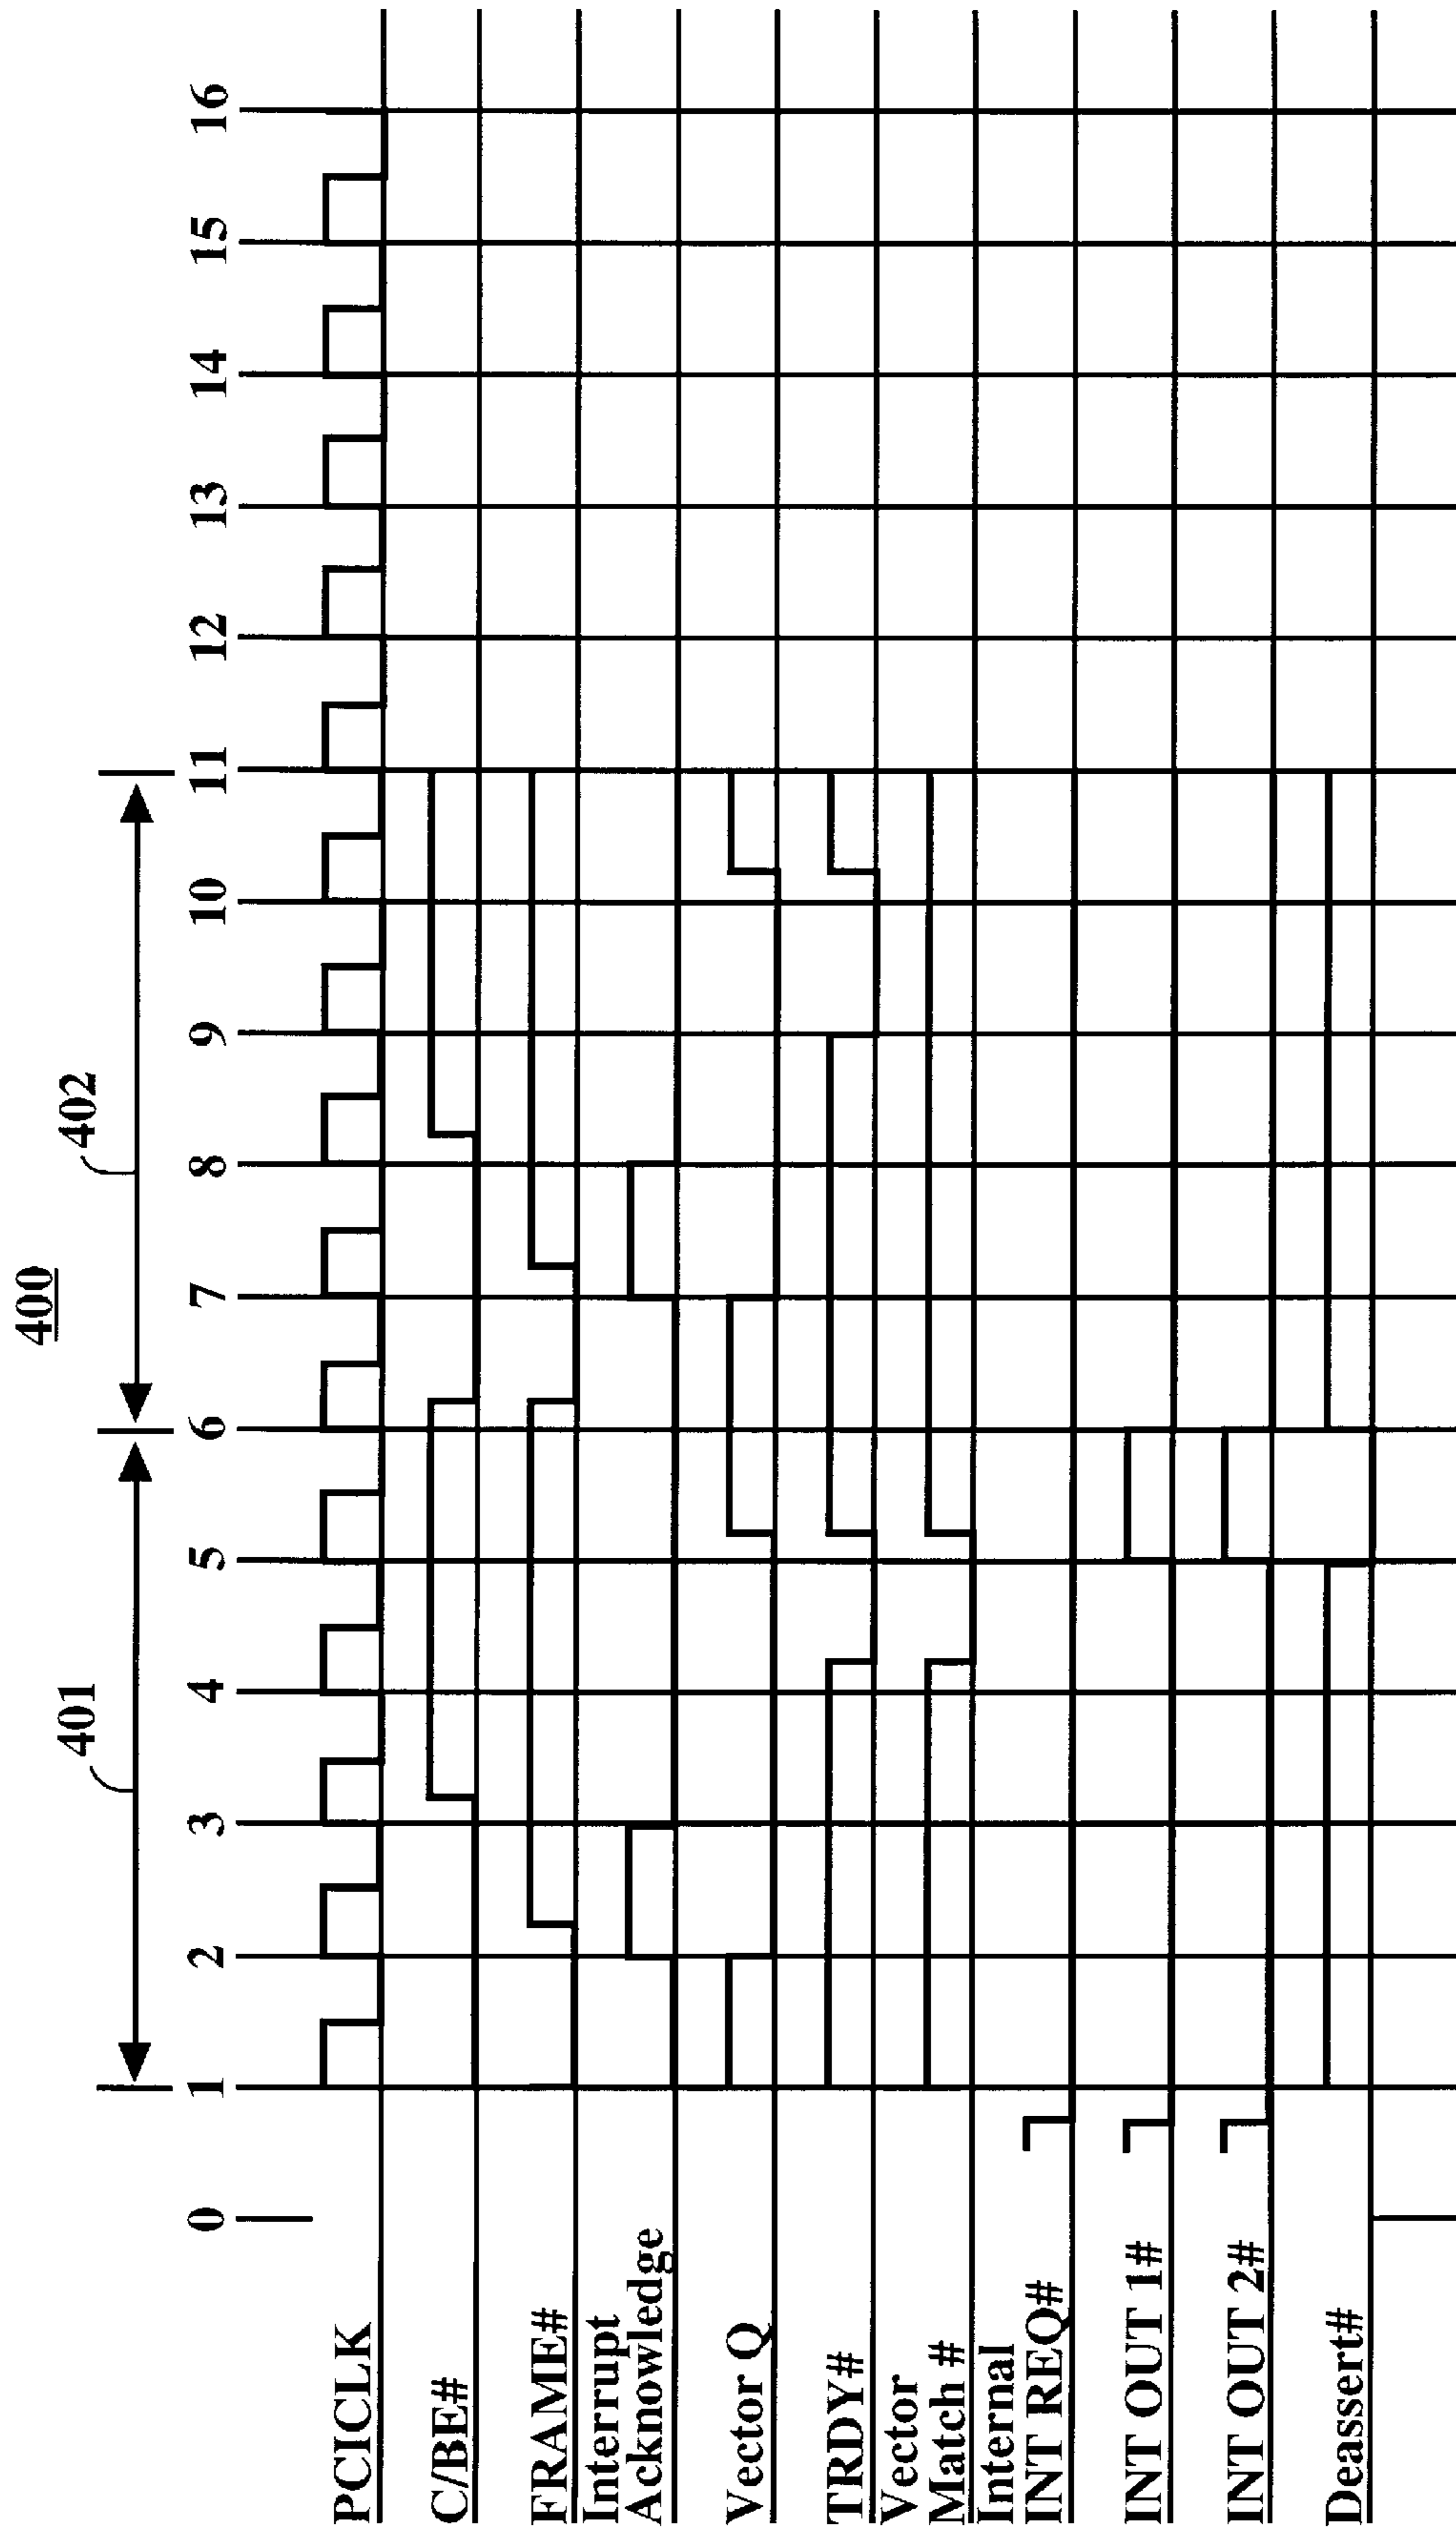 400
401
402
0 1 2 3 4 5 6 7 8 9 10 11 12 13 14 15 16
PCICLK
C/BE#
FRAME#
Interrupt
Acknowledge
Vector Q
TRDY#
Vector
Match #
Internal
INT REQ#
INT OUT 1#
INT OUT 2#
Deassert#